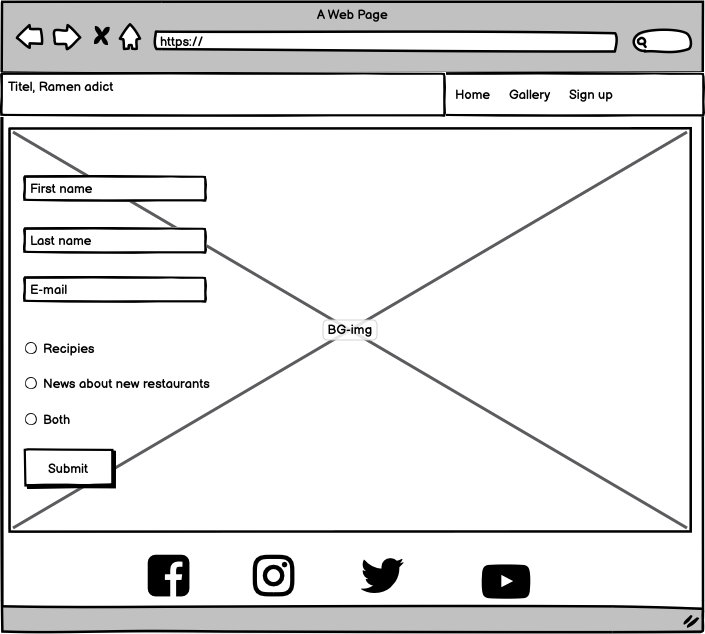 A Web Page
https://
Titel, Ramen adict
Home Gallery Sign up
First name
Last name
E-mail
BG-img
Recipies
News about new restaurants
Both
Submit